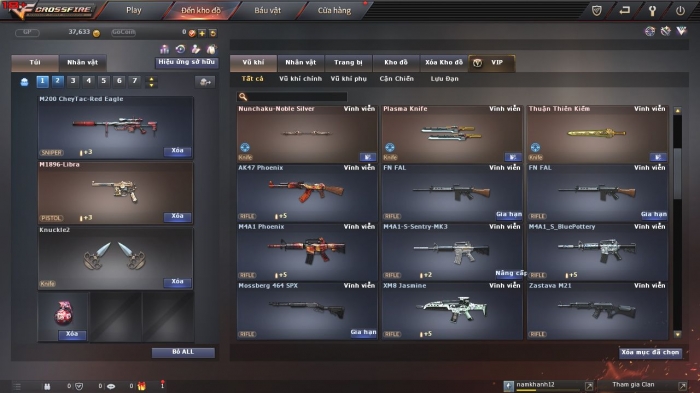 CROSSFIRE Play Đến kho đồ Báu vật Cửa hàng
GP 37,633 GoCoin 0
Túi Nhân vật Hiệu ứng sở hữu
1 2 3 4 5 6 7
M200 CheyTac-Red Eagle
SNIPER +3 Xóa
M1896-Libra
PISTOL +3 Xóa
Knuckle2
Knife Xóa
Xóa
Bỏ ALL
Vũ khí Nhân vật Trang bị Kho đồ Xóa Kho đồ VIP
Tất cả Vũ khí chính Vũ khí phụ Cận Chiến Lựu Đạn
Nunchaku-Noble Silver Vĩnh viễn Plasma Knife Vĩnh viễn Thuận Thiên Kiếm Vĩnh viễn
Knife Knife Knife
AK47 Phoenix Vĩnh viễn FN FAL Vĩnh viễn FN FAL Vĩnh viễn
RIFLE +5 RIFLE Gia hạn RIFLE
M4A1 Phoenix Vĩnh viễn M4A1-S-Sentry-MK3 Vĩnh viễn M4A1_S_BluePottery Vĩnh viễn
RIFLE +5 RIFLE +2 Nâng cấp RIFLE +5
Mossberg 464 SPX Vĩnh viễn XM8 Jasmine Vĩnh viễn Zastava M21 Vĩnh viễn
RIFLE Gia hạn RIFLE +5 RIFLE
Xóa mục đã chọn
0 0 0 1 namkhanh12 Tham gia Clan